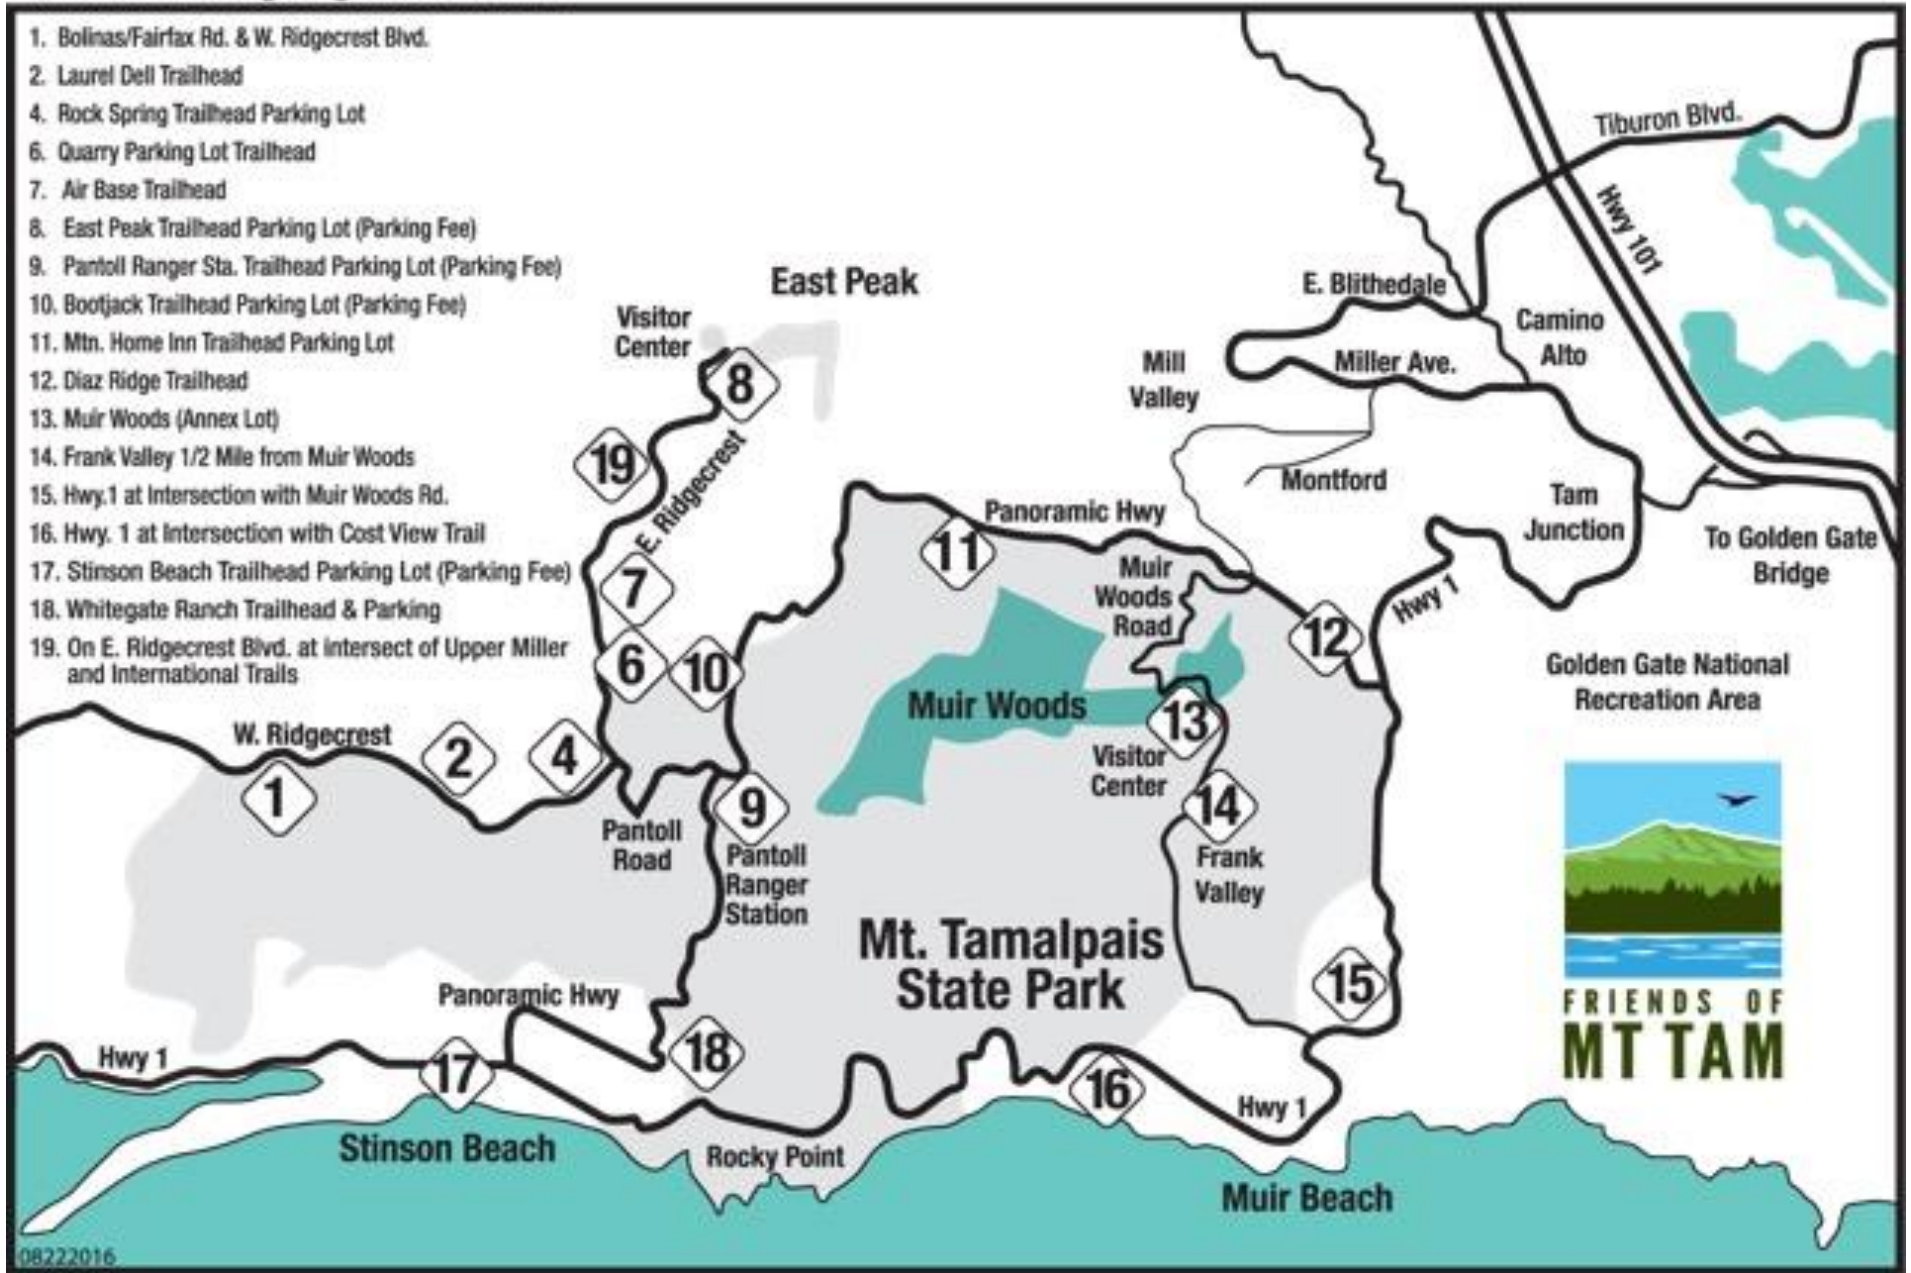 1. Bolinas/Fairfax Rd. & W. Ridgecrest Blvd.
2. Laurel Dell Trailhead
4. Rock Spring Trailhead Parking Lot
6. Quarry Parking Lot Trailhead
7. Air Base Trailhead
8. East Peak Trailhead Parking Lot (Parking Fee)
9. Pantoll Ranger Sta. Trailhead Parking Lot (Parking Fee)
10. Bootjack Trailhead Parking Lot (Parking Fee)
11. Mtn. Home Inn Trailhead Parking Lot
12. Diaz Ridge Trailhead
13. Muir Woods (Annex Lot)
14. Frank Valley 1/2 Mile from Muir Woods
15. Hwy.1 at Intersection with Muir Woods Rd.
16. Hwy. 1 at Intersection with Cost View Trail
17. Stinson Beach Trailhead Parking Lot (Parking Fee)
18. Whitegate Ranch Trailhead & Parking
19. On E. Ridgecrest Blvd. at intersect of Upper Miller
and International Trails
Tiburon Blvd.
Hwy 101
East Peak
Visitor
Center
8
19
E. Ridgecrest
7
6
10
E. Blithedale
Camino
Alto
Miller Ave.
Mill
Valley
Montford
Tam
Junction
To Golden Gate
Bridge
Panoramic Hwy
11
Muir
Woods
Road
12
Hwy 1
Golden Gate National
Recreation Area
Muir Woods
13
Visitor
Center
14
Frank
Valley
W. Ridgecrest
1
2
4
Pantoll
Road
9
Pantoll
Ranger
Station
Mt. Tamalpais
State Park
15
FRIENDS OF
MT TAM
Panoramic Hwy
Hwy 1
17
18
16
Hwy 1
Stinson Beach
Rocky Point
Muir Beach
08222016